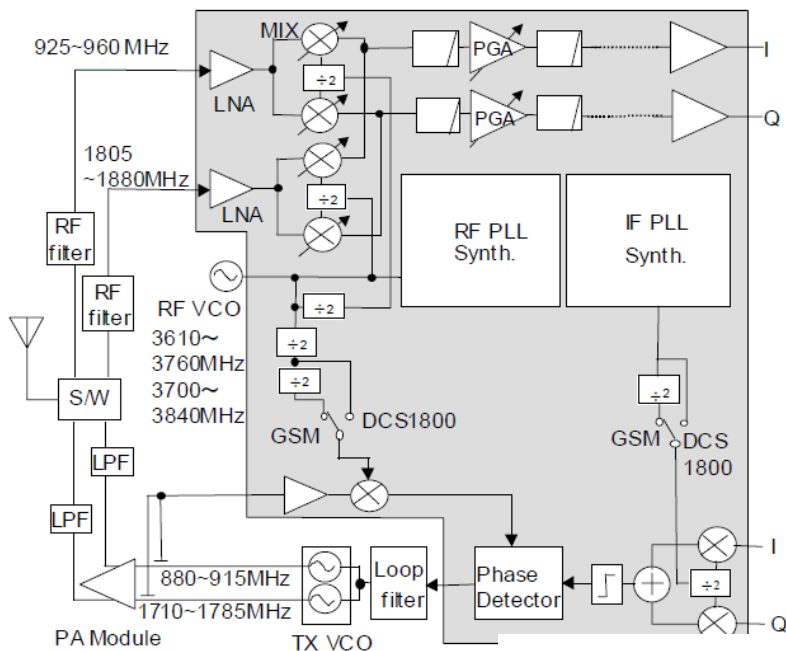 925~960 MHz
MIX
÷2
LNA
PGA
I
PGA
Q
1805
~1880MHz
÷2
LNA
RF
filter
RF
filter
RF PLL
Synth.
IF PLL
Synth.
RF VCO
3610~
3760MHz
3700~
3840MHz
÷2
÷2
÷2
÷2
GSM
DCS1800
GSM
DCS
1800
S/W
LPF
LPF
880~915MHz
1710~1785MHz
PA Module
TX VCO
Loop
filter
Phase
Detector
÷2
I
Q